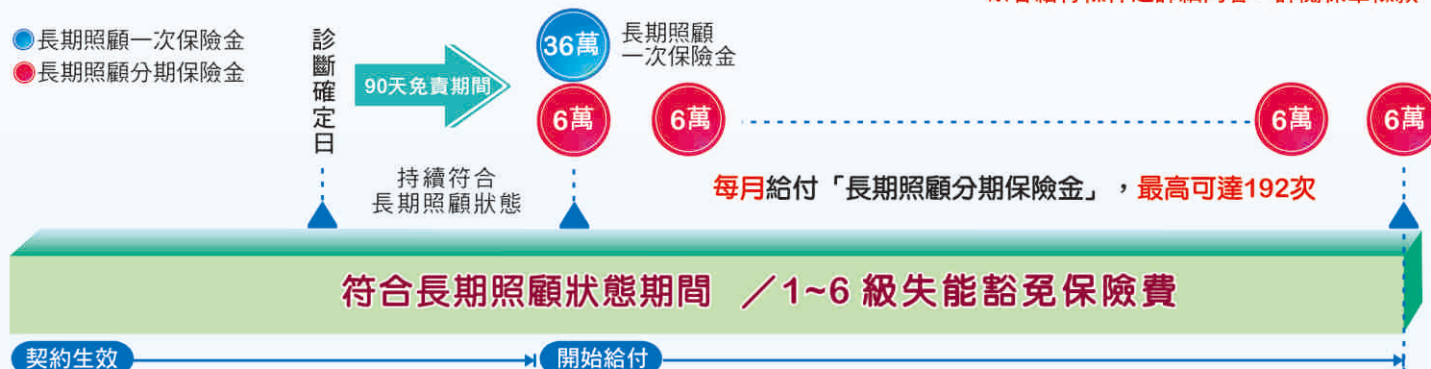 長期照顧一次保險金
長期照顧分期保險金
診斷確定日
90天免責期間
持續符合
長期照顧狀態
36萬
長期照顧
一次保險金
6萬
6萬
6萬
6萬
每月給付「長期照顧分期保險金」，最高可達192次
符合長期照顧狀態期間 ／1~6 級失能豁免保險費
契約生效
開始給付